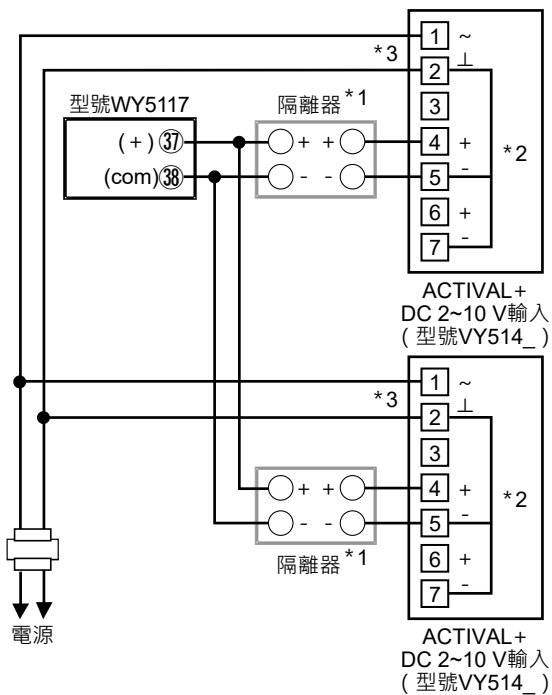 1 ~
*3
2 ⊥
型號WY5117
隔離器*1
3
(+) ㊲
+ +
4 +
*2
(com) ㊳
- -
5 -
6 +
7 -
ACTIVAL+
DC 2~10 V輸入
(型號VY514_)
1 ~
*3
2 ⊥
3
+ +
4 +
*2
- -
5 -
隔離器*1
6 +
7 -
電源
ACTIVAL+
DC 2~10 V輸入
(型號VY514_)